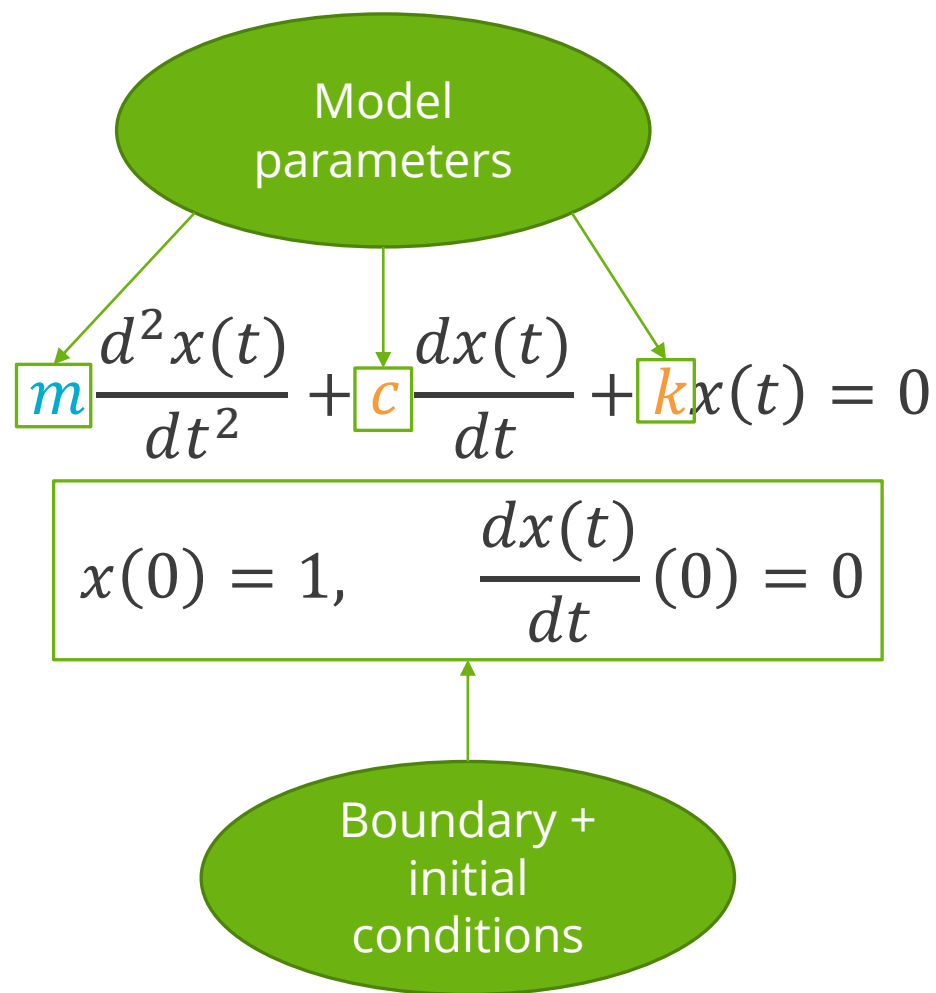 Model
parameters
m d²x(t)/dt² + c dx(t)/dt + k x(t) = 0
x(0) = 1, dx(t)/dt (0) = 0
Boundary +
initial
conditions